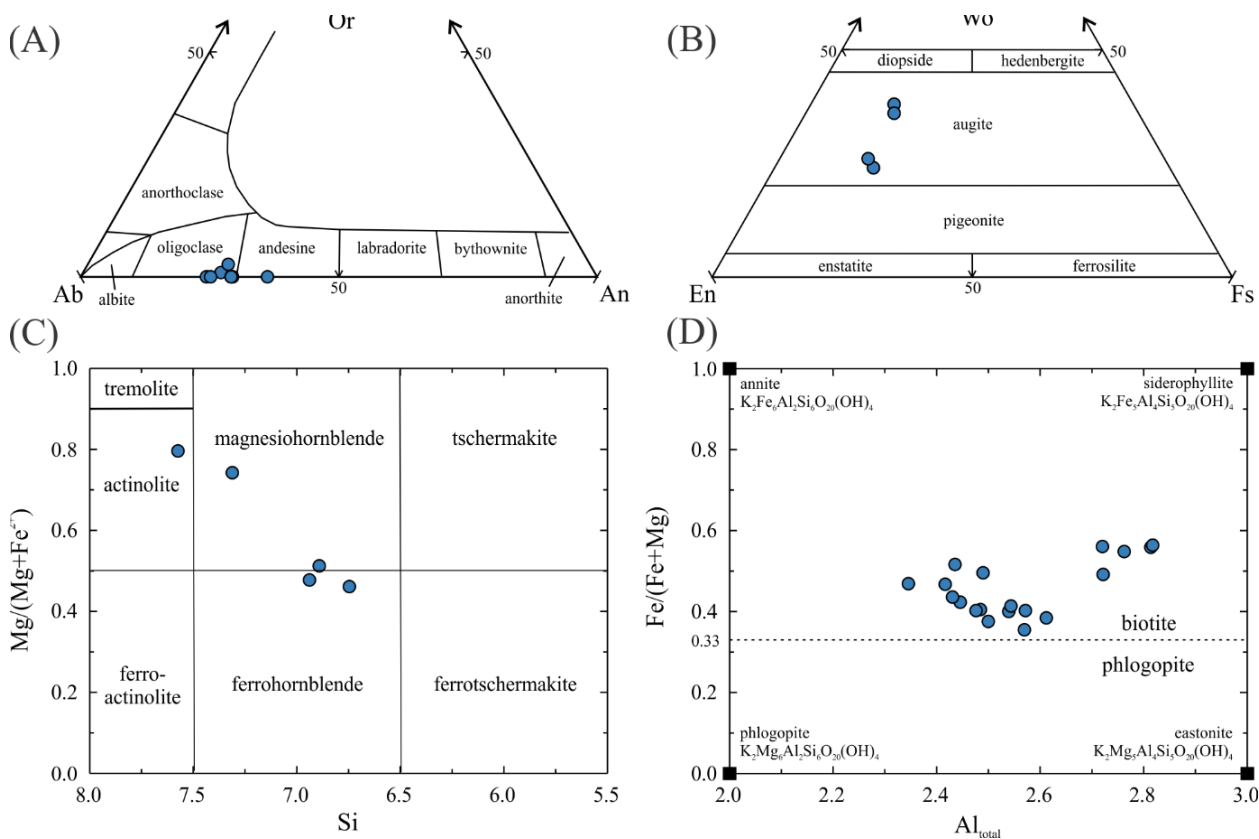 (A)
Or
50
50
anorthoclase
oligoclase
andesine
labradorite
bythownite
albite
50
anorthite
Ab
An
(B)
Wo
50
50
diopside
hedenbergite
augite
pigeonite
enstatite
ferrosilite
En
50
Fs
(C)
1.0
0.8
0.6
0.4
0.2
0.0
Mg/(Mg+Fe²⁺)
tremolite
actinolite
magnesiohornblende
tschermakite
ferro-
actinolite
ferrohornblende
ferrotschermakite
8.0 7.5 7.0 6.5 6.0 5.5
Si
(D)
1.0
0.8
0.6
0.4
0.33
0.2
0.0
Fe/(Fe+Mg)
annite
K₂Fe₆Al₂Si₆O₂₀(OH)₄
siderophyllite
K₂Fe₅Al₄Si₅O₂₀(OH)₄
biotite
phlogopite
phlogopite
K₂Mg₆Al₂Si₆O₂₀(OH)₄
eastonite
K₂Mg₅Al₄Si₅O₂₀(OH)₄
2.0 2.2 2.4 2.6 2.8 3.0
Al total